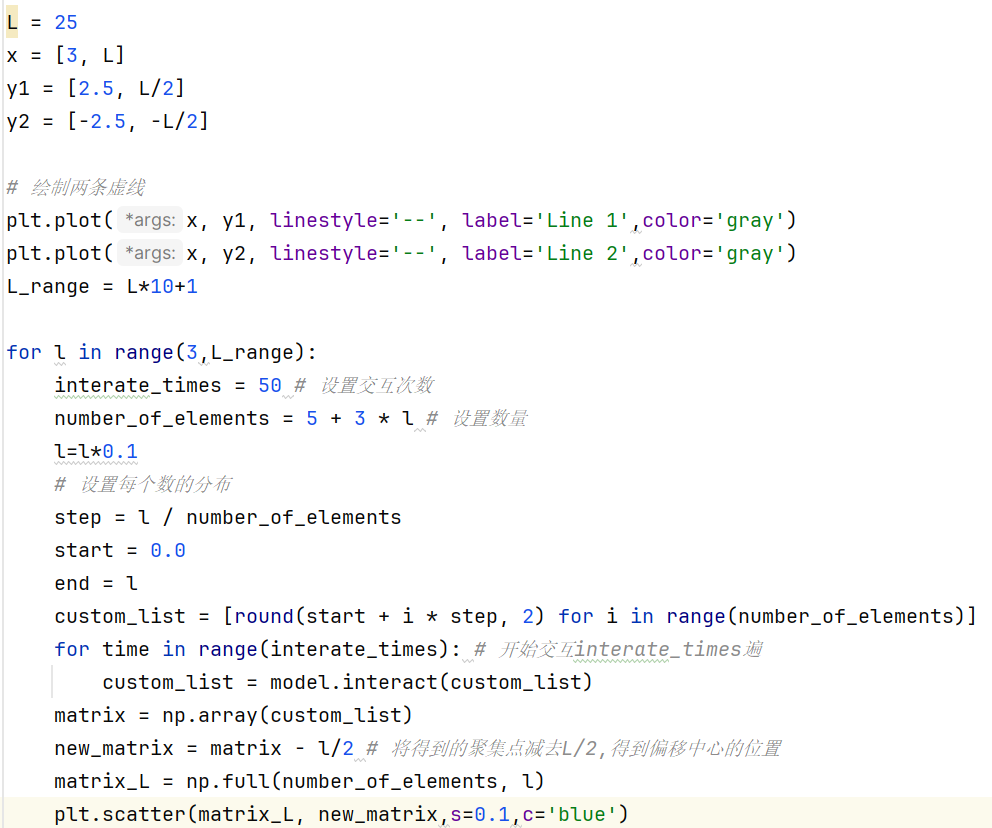 L = 25
x = [3, L]
y1 = [2.5, L/2]
y2 = [-2.5, -L/2]
# 绘制两条虚线
plt.plot( *args: x, y1, linestyle='--', label='Line 1',color='gray')
plt.plot( *args: x, y2, linestyle='--', label='Line 2',color='gray')
L_range = L*10+1
for l in range(3,L_range):
    interate_times = 50 # 设置交互次数
    number_of_elements = 5 + 3 * l # 设置数量
    l=l*0.1
    # 设置每个数的分布
    step = l / number_of_elements
    start = 0.0
    end = l
    custom_list = [round(start + i * step, 2) for i in range(number_of_elements)]
    for time in range(interate_times): # 开始交互interate_times遍
        custom_list = model.interact(custom_list)
    matrix = np.array(custom_list)
    new_matrix = matrix - l/2 # 将得到的聚集点减去L/2,得到偏移中心的位置
    matrix_L = np.full(number_of_elements, l)
    plt.scatter(matrix_L, new_matrix,s=0.1,c='blue')